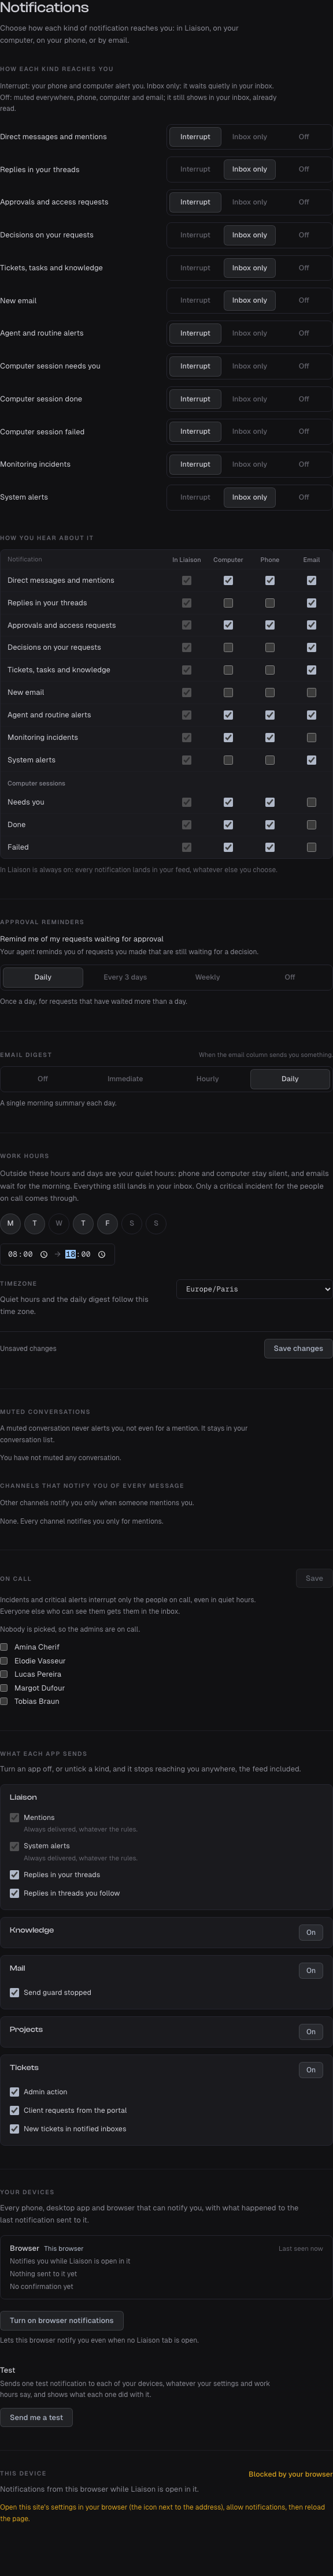 Notifications
Choose how each kind of notification reaches you: in Liaison, on your
computer, on your phone, or by email.
HOW EACH KIND REACHES YOU
Interrupt: your phone and computer alert you. Inbox only: it waits quietly in your inbox.
Off: muted everywhere, phone, computer and email; it still shows in your inbox, already
read.
Direct messages and mentions Interrupt Inbox only Off
Replies in your threads Interrupt Inbox only Off
Approvals and access requests Interrupt Inbox only Off
Decisions on your requests Interrupt Inbox only Off
Tickets, tasks and knowledge Interrupt Inbox only Off
New email Interrupt Inbox only Off
Agent and routine alerts Interrupt Inbox only Off
Computer session needs you Interrupt Inbox only Off
Computer session done Interrupt Inbox only Off
Computer session failed Interrupt Inbox only Off
Monitoring incidents Interrupt Inbox only Off
System alerts Interrupt Inbox only Off
HOW YOU HEAR ABOUT IT
Notification In Liaison Computer Phone Email
Direct messages and mentions
Replies in your threads
Approvals and access requests
Decisions on your requests
Tickets, tasks and knowledge
New email
Agent and routine alerts
Monitoring incidents
System alerts
Computer sessions
Needs you
Done
Failed
In Liaison is always on: every notification lands in your feed, whatever else you choose.
APPROVAL REMINDERS
Remind me of my requests waiting for approval
Your agent reminds you of requests you made that are still waiting for a decision.
Daily Every 3 days Weekly Off
Once a day, for requests that have waited more than a day.
EMAIL DIGEST When the email column sends you something.
Off Immediate Hourly Daily
A single morning summary each day.
WORK HOURS
Outside these hours and days are your quiet hours: phone and computer stay silent, and emails
wait for the morning. Everything still lands in your inbox. Only a critical incident for the people
on call comes through.
M T W T F S S
08:00 → 18:00
TIMEZONE
Quiet hours and the daily digest follow this
time zone.
Europe/Paris
Unsaved changes Save changes
MUTED CONVERSATIONS
A muted conversation never alerts you, not even for a mention. It stays in your
conversation list.
You have not muted any conversation.
CHANNELS THAT NOTIFY YOU OF EVERY MESSAGE
Other channels notify you only when someone mentions you.
None. Every channel notifies you only for mentions.
ON CALL Save
Incidents and critical alerts interrupt only the people on call, even in quiet hours.
Everyone else who can see them gets them in the inbox.
Nobody is picked, so the admins are on call.
Amina Cherif
Elodie Vasseur
Lucas Pereira
Margot Dufour
Tobias Braun
WHAT EACH APP SENDS
Turn an app off, or untick a kind, and it stops reaching you anywhere, the feed included.
Liaison
Mentions
Always delivered, whatever the rules.
System alerts
Always delivered, whatever the rules.
Replies in your threads
Replies in threads you follow
Knowledge On
Mail On
Send guard stopped
Projects On
Tickets On
Admin action
Client requests from the portal
New tickets in notified inboxes
YOUR DEVICES
Every phone, desktop app and browser that can notify you, with what happened to the
last notification sent to it.
Browser This browser Last seen now
Notifies you while Liaison is open in it
Nothing sent to it yet
No confirmation yet
Turn on browser notifications
Lets this browser notify you even when no Liaison tab is open.
Test
Sends one test notification to each of your devices, whatever your settings and work
hours say, and shows what each one did with it.
Send me a test
THIS DEVICE Blocked by your browser
Notifications from this browser while Liaison is open in it.
Open this site's settings in your browser (the icon next to the address), allow notifications, then reload
the page.